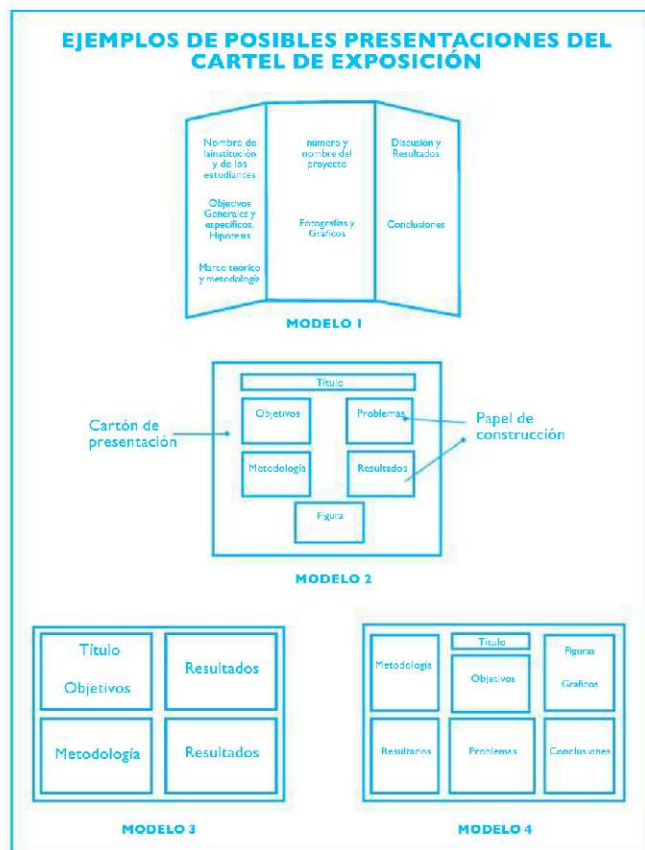 EJEMPLOS DE POSIBLES PRESENTACIONES DEL
CARTEL DE EXPOSICIÓN
Nombre de
lainstitución
y de los
estudiantes
Objetivos
Generales y
específicos.
Hipótesis
Marco teórico
y metodología
número y
nombre del
proyecto
Fotografías y
Gráficos
Discusión y
Resultados
Conclusiones
MODELO 1
Título
Objetivos
Problemas
Metodología
Resultados
Figura
Cartón de
presentación
Papel de
construcción
MODELO 2
Título
Objetivos
Resultados
Metodología
Resultados
MODELO 3
Metodología
Título
Objetivos
Figuras
Graficos
Resultados
Problemas
Conclusiones
MODELO 4